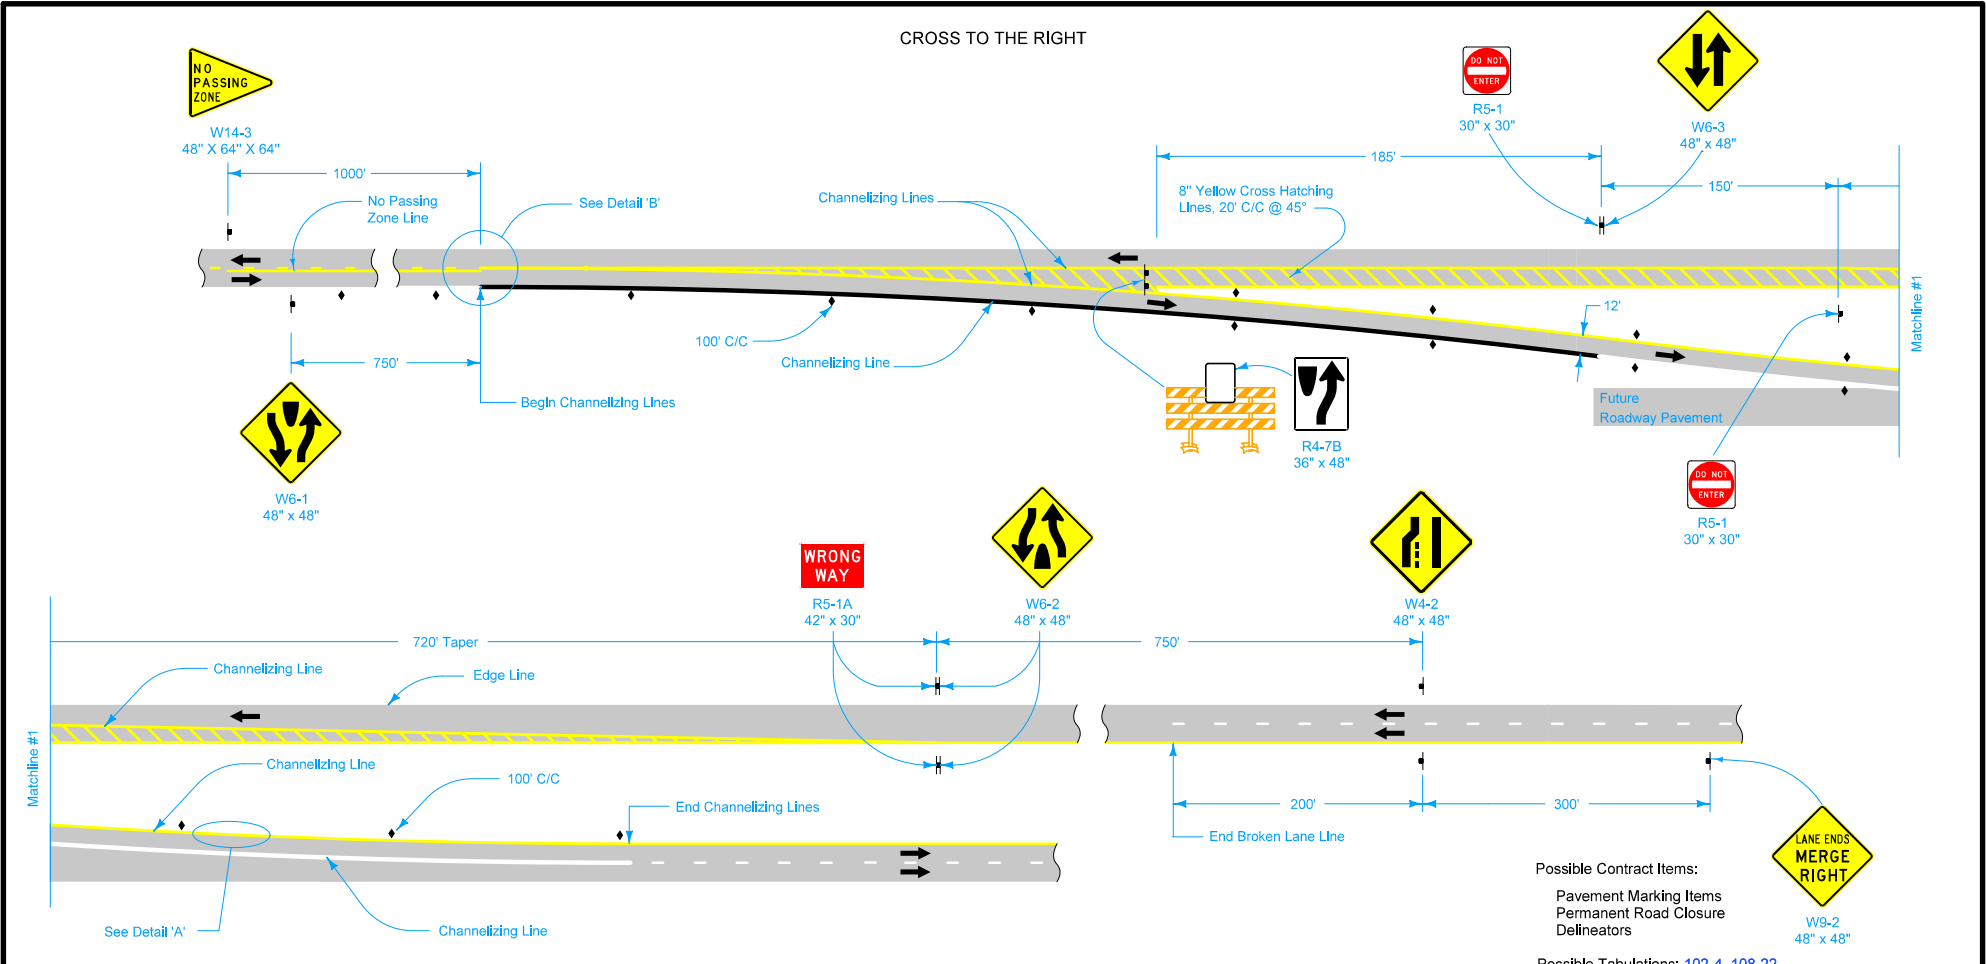 CROSS TO THE RIGHT
NO
PASSING
ZONE
W14-3
48" X 64" X 64"
DO NOT
ENTER
R5-1
30" x 30"
W6-3
48" x 48"
1000'
185'
150'
No Passing
Zone Line
See Detail 'B'
Channelizing Lines
8" Yellow Cross Hatching
Lines, 20' C/C @ 45°
12'
Matchline #1
100' C/C
Channelizing Line
750'
Begin Channelizing Lines
Future
Roadway Pavement
R4-7B
36" x 48"
W6-1
48" x 48"
DO NOT
ENTER
R5-1
30" x 30"
WRONG
WAY
R5-1A
42" x 30"
W6-2
48" x 48"
W4-2
48" x 48"
720' Taper
750'
Channelizing Line
Edge Line
Matchline #1
Channelizing Line
100' C/C
End Channelizing Lines
200'
300'
End Broken Lane Line
See Detail 'A'
Channelizing Line
LANE ENDS
MERGE
RIGHT
W9-2
48" x 48"
Possible Contract Items:
Pavement Marking Items
Permanent Road Closure
Delineators
Possible Tabulations: 102-4, 108-22